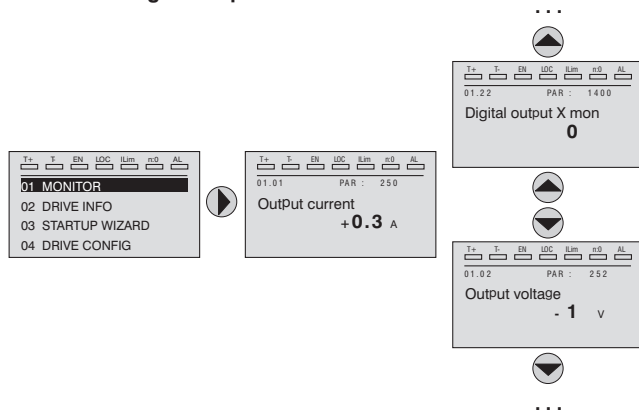 ...
T+ T- EN LOC ILim n:0 AL
01.22 PAR : 1400
Digital output X mon
0
T+ T- EN LOC ILim n:0 AL
01 MONITOR
02 DRIVE INFO
03 STARTUP WIZARD
04 DRIVE CONFIG
T+ T- EN LOC ILim n:0 AL
01.01 PAR : 250
Output current
+0.3 A
T+ T- EN LOC ILim n:0 AL
01.02 PAR : 252
Output voltage
- 1 V
...